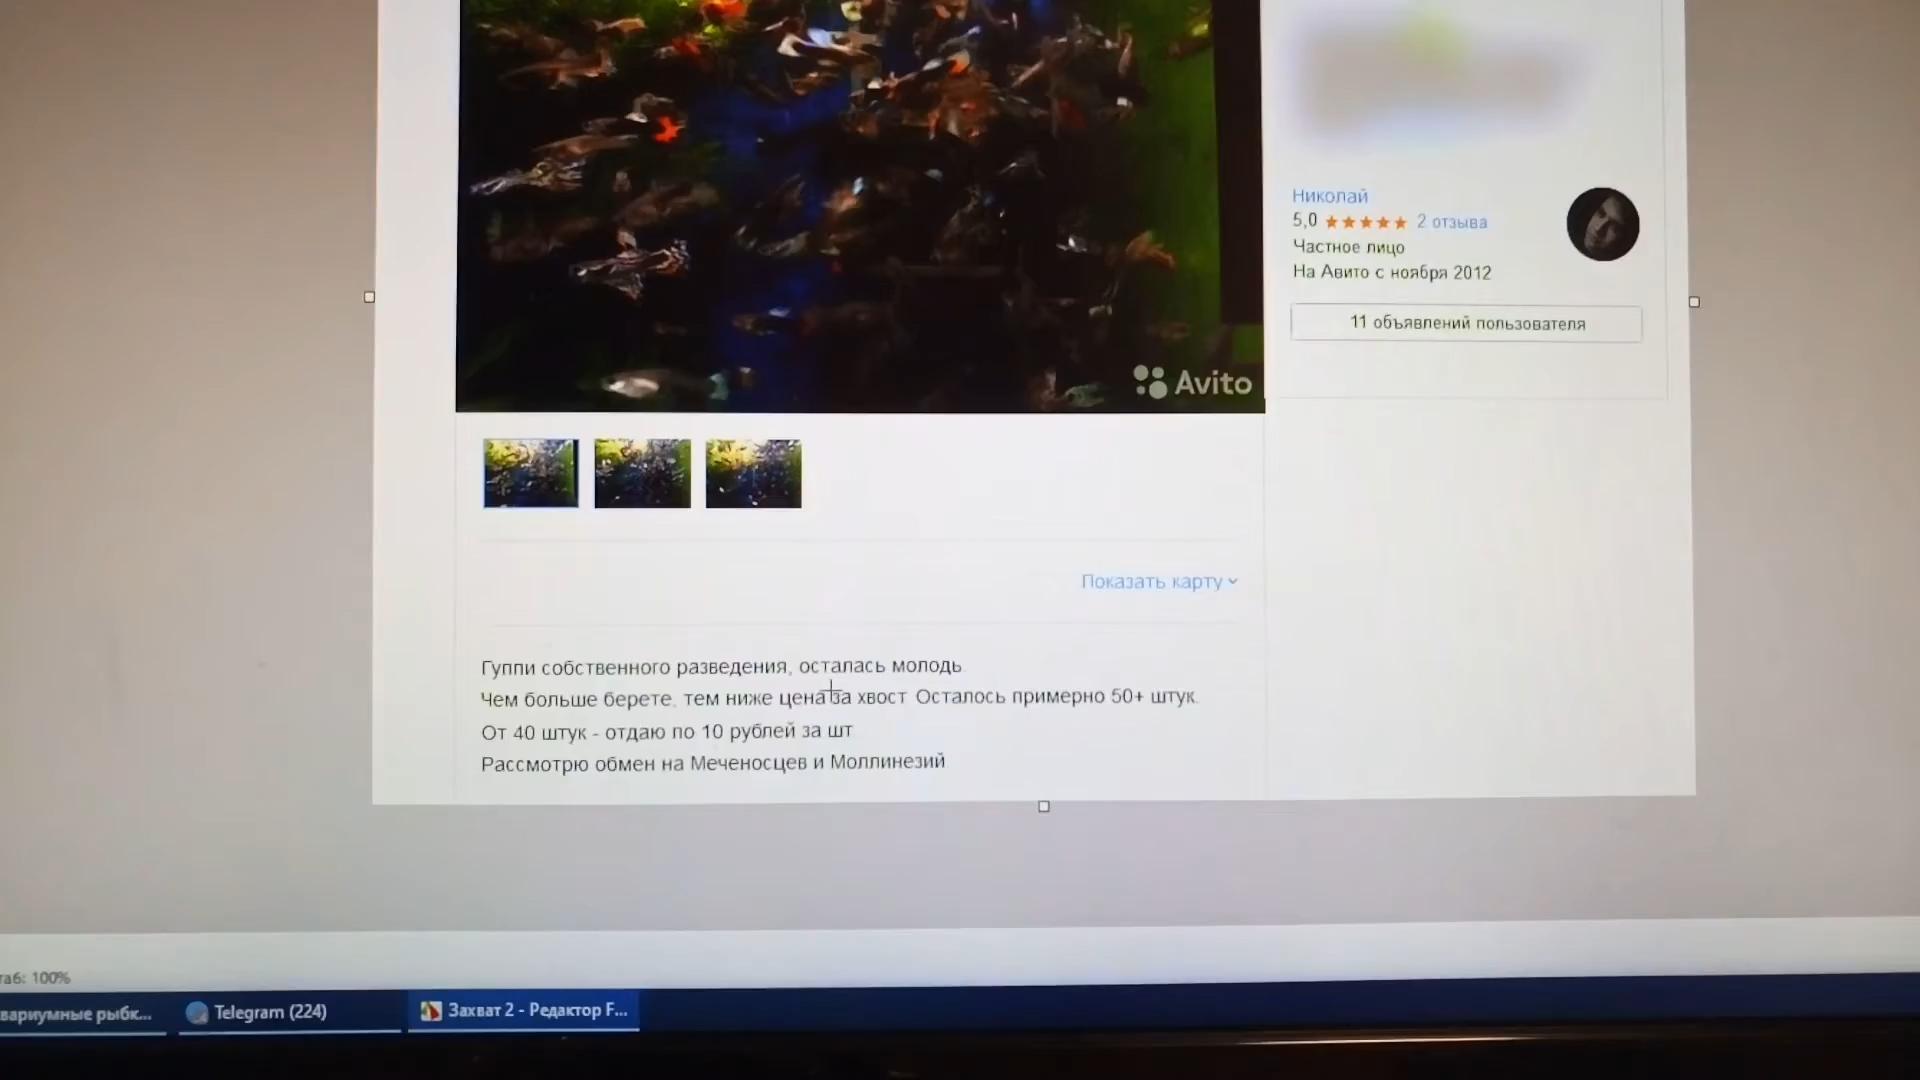 Николай
5,0 2 отзыва
Частное лицо
На Авито с ноября 2012
11 объявлений пользователя
Avito
Показать карту
Гуппи собственного разведения, осталась молодь
Чем больше берете, тем ниже цена за хвост Осталось примерно 50+ штук.
От 40 штук - отдаю по 10 рублей за шт
Рассмотрю обмен на Меченосцев и Моллинезий
таб: 100%
вариумные рыбк...
Telegram (224)
Захват 2 - Редактор F...